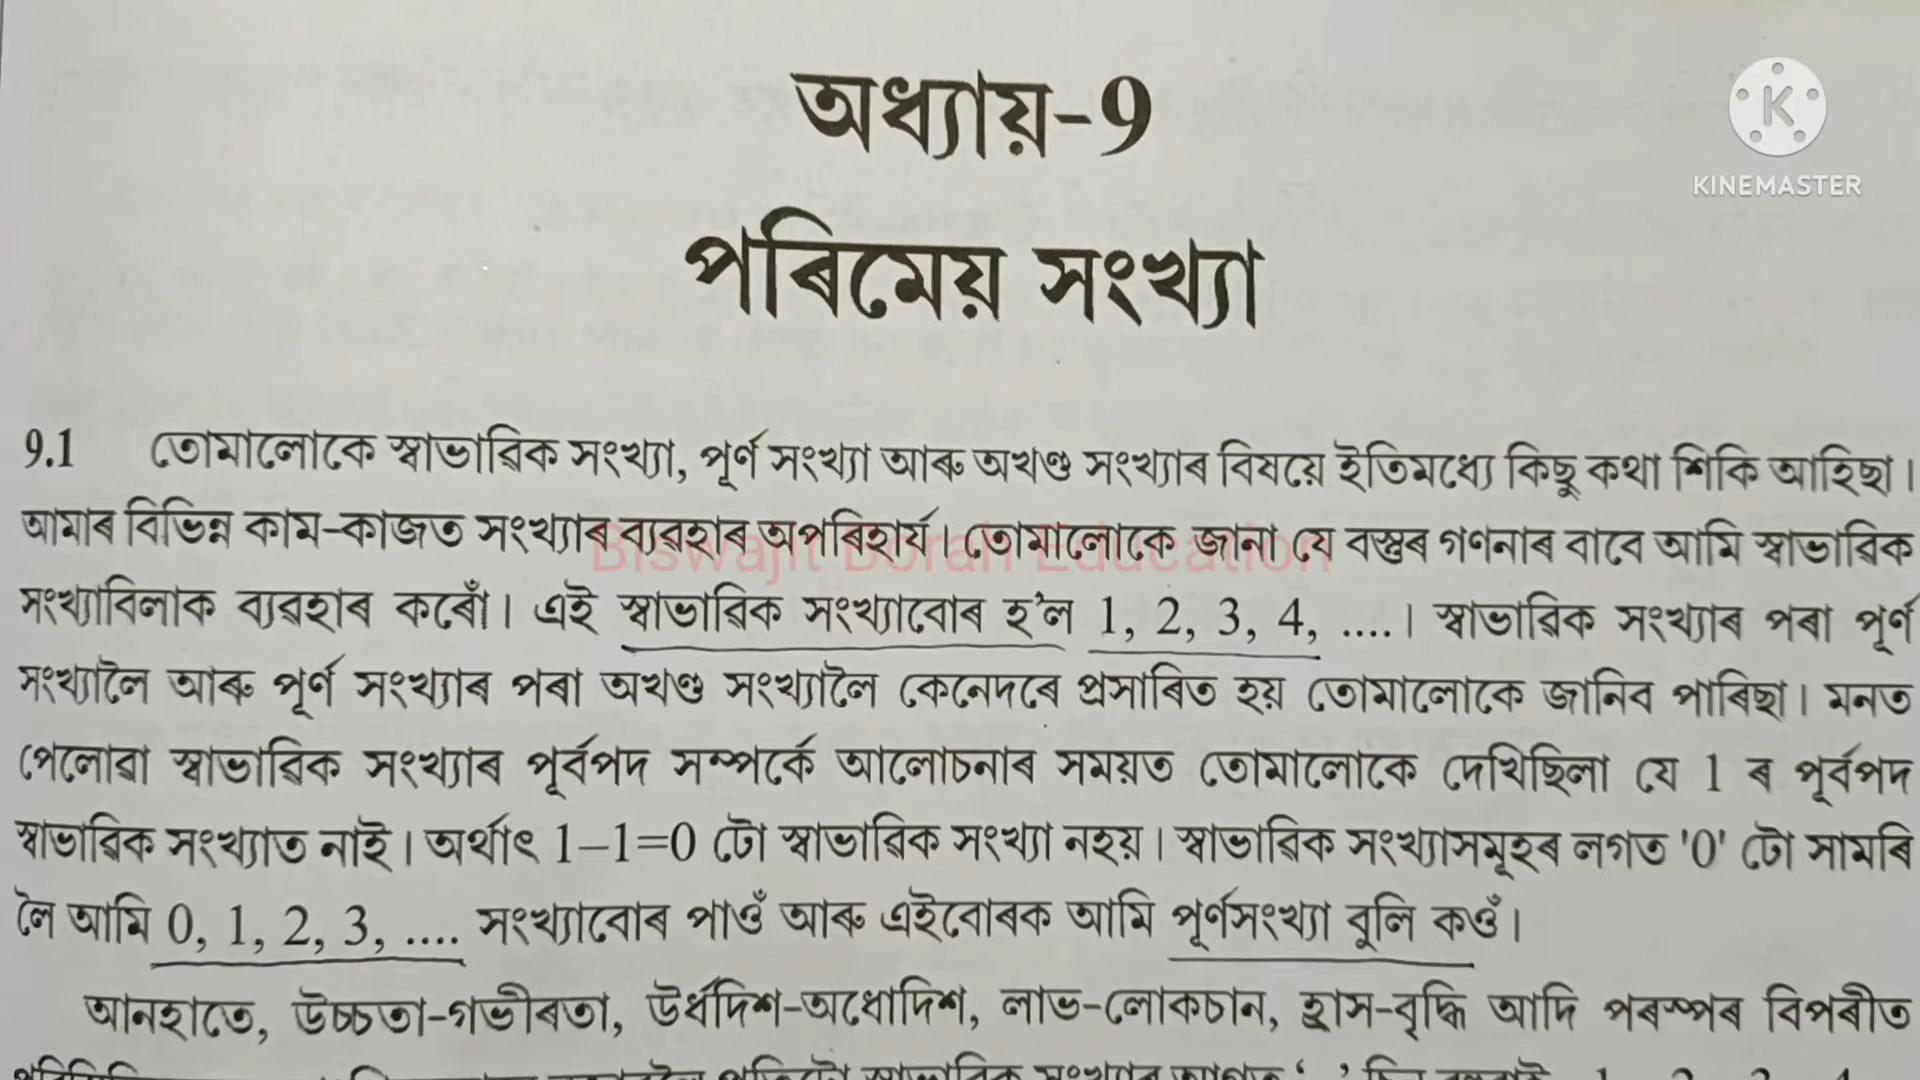 অধ্যায়-9
KINEMASTER
পৰিমেয় সংখ্যা
9.1 তোমালোকে স্বাভাৱিক সংখ্যা, পূৰ্ণ সংখ্যা আৰু অখণ্ড সংখ্যাৰ বিষয়ে ইতিমধ্যে কিছু কথা শিকি আহিছা।
আমাৰ বিভিন্ন কাম-কাজত সংখ্যাৰ ব্যৱহাৰ অপৰিহাৰ্য। তোমালোকে জানা যে বস্তুৰ গণনাৰ বাবে আমি স্বাভাৱিক
Biswajit Borah Education
সংখ্যাবিলাক ব্যৱহাৰ কৰোঁ। এই স্বাভাৱিক সংখ্যাবোৰ হ'ল 1, 2, 3, 4, ....। স্বাভাৱিক সংখ্যাৰ পৰা পূৰ্ণ
সংখ্যালৈ আৰু পূৰ্ণ সংখ্যাৰ পৰা অখণ্ড সংখ্যালৈ কেনেদৰে প্ৰসাৰিত হয় তোমালোকে জানিব পাৰিছা। মনত
পেলোৱা স্বাভাৱিক সংখ্যাৰ পূৰ্বপদ সম্পৰ্কে আলোচনাৰ সময়ত তোমালোকে দেখিছিলা যে 1 ৰ পূৰ্বপদ
স্বাভাৱিক সংখ্যাত নাই। অৰ্থাৎ 1–1=0 টো স্বাভাৱিক সংখ্যা নহয়। স্বাভাৱিক সংখ্যাসমূহৰ লগত '0' টো সামৰি
লৈ আমি 0, 1, 2, 3, .... সংখ্যাবোৰ পাওঁ আৰু এইবোৰক আমি পূৰ্ণসংখ্যা বুলি কওঁ।
আনহাতে, উচ্চতা-গভীৰতা, উৰ্ধদিশ-অধোদিশ, লাভ-লোকচান, হ্ৰাস-বৃদ্ধি আদি পৰস্পৰ বিপৰীত